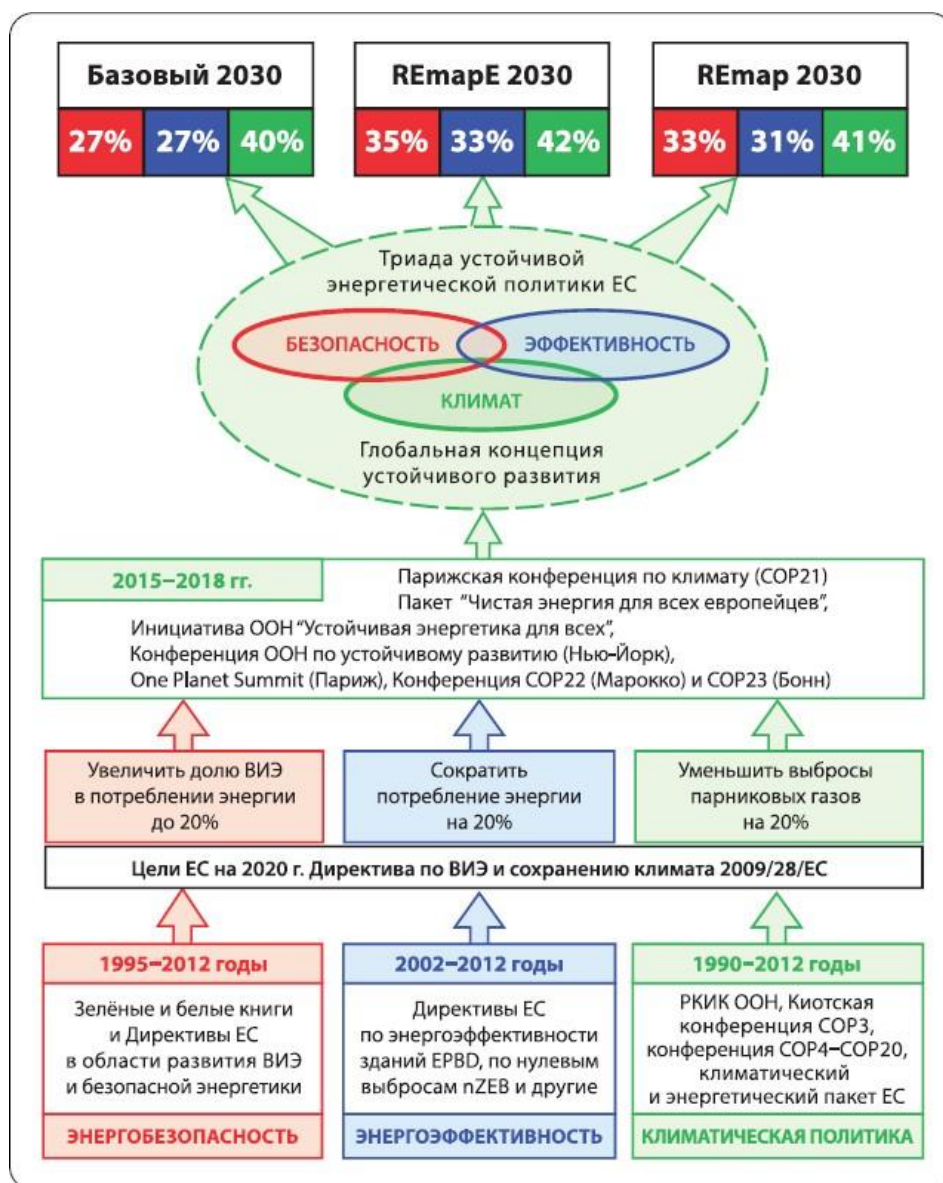 Базовый 2030
27% 27% 40%
REmapE 2030
35% 33% 42%
REmap 2030
33% 31% 41%
Триада устойчивой
энергетической политики ЕС
БЕЗОПАСНОСТЬ
ЭФФЕКТИВНОСТЬ
КЛИМАТ
Глобальная концепция
устойчивого развития
2015–2018 гг.
Парижская конференция по климату (COP21)
Пакет "Чистая энергия для всех европейцев",
Инициатива ООН "Устойчивая энергетика для всех",
Конференция ООН по устойчивому развитию (Нью-Йорк),
One Planet Summit (Париж), Конференция COP22 (Марокко) и COP23 (Бонн)
Увеличить долю ВИЭ
в потреблении энергии
до 20%
Сократить
потребление энергии
на 20%
Уменьшить выбросы
парниковых газов
на 20%
Цели ЕС на 2020 г. Директива по ВИЭ и сохранению климата 2009/28/ЕС
1995–2012 годы
Зелёные и белые книги
и Директивы ЕС
в области развития ВИЭ
и безопасной энергетики
ЭНЕРГОБЕЗОПАСНОСТЬ
2002–2012 годы
Директивы ЕС
по энергоэффективности
зданий EPBD, по нулевым
выбросам nZEB и другие
ЭНЕРГОЭФФЕКТИВНОСТЬ
1990–2012 годы
РКИК ООН, Киотская
конференция COP3,
конференция COP4–COP20,
климатический
и энергетический пакет ЕС
КЛИМАТИЧЕСКАЯ ПОЛИТИКА